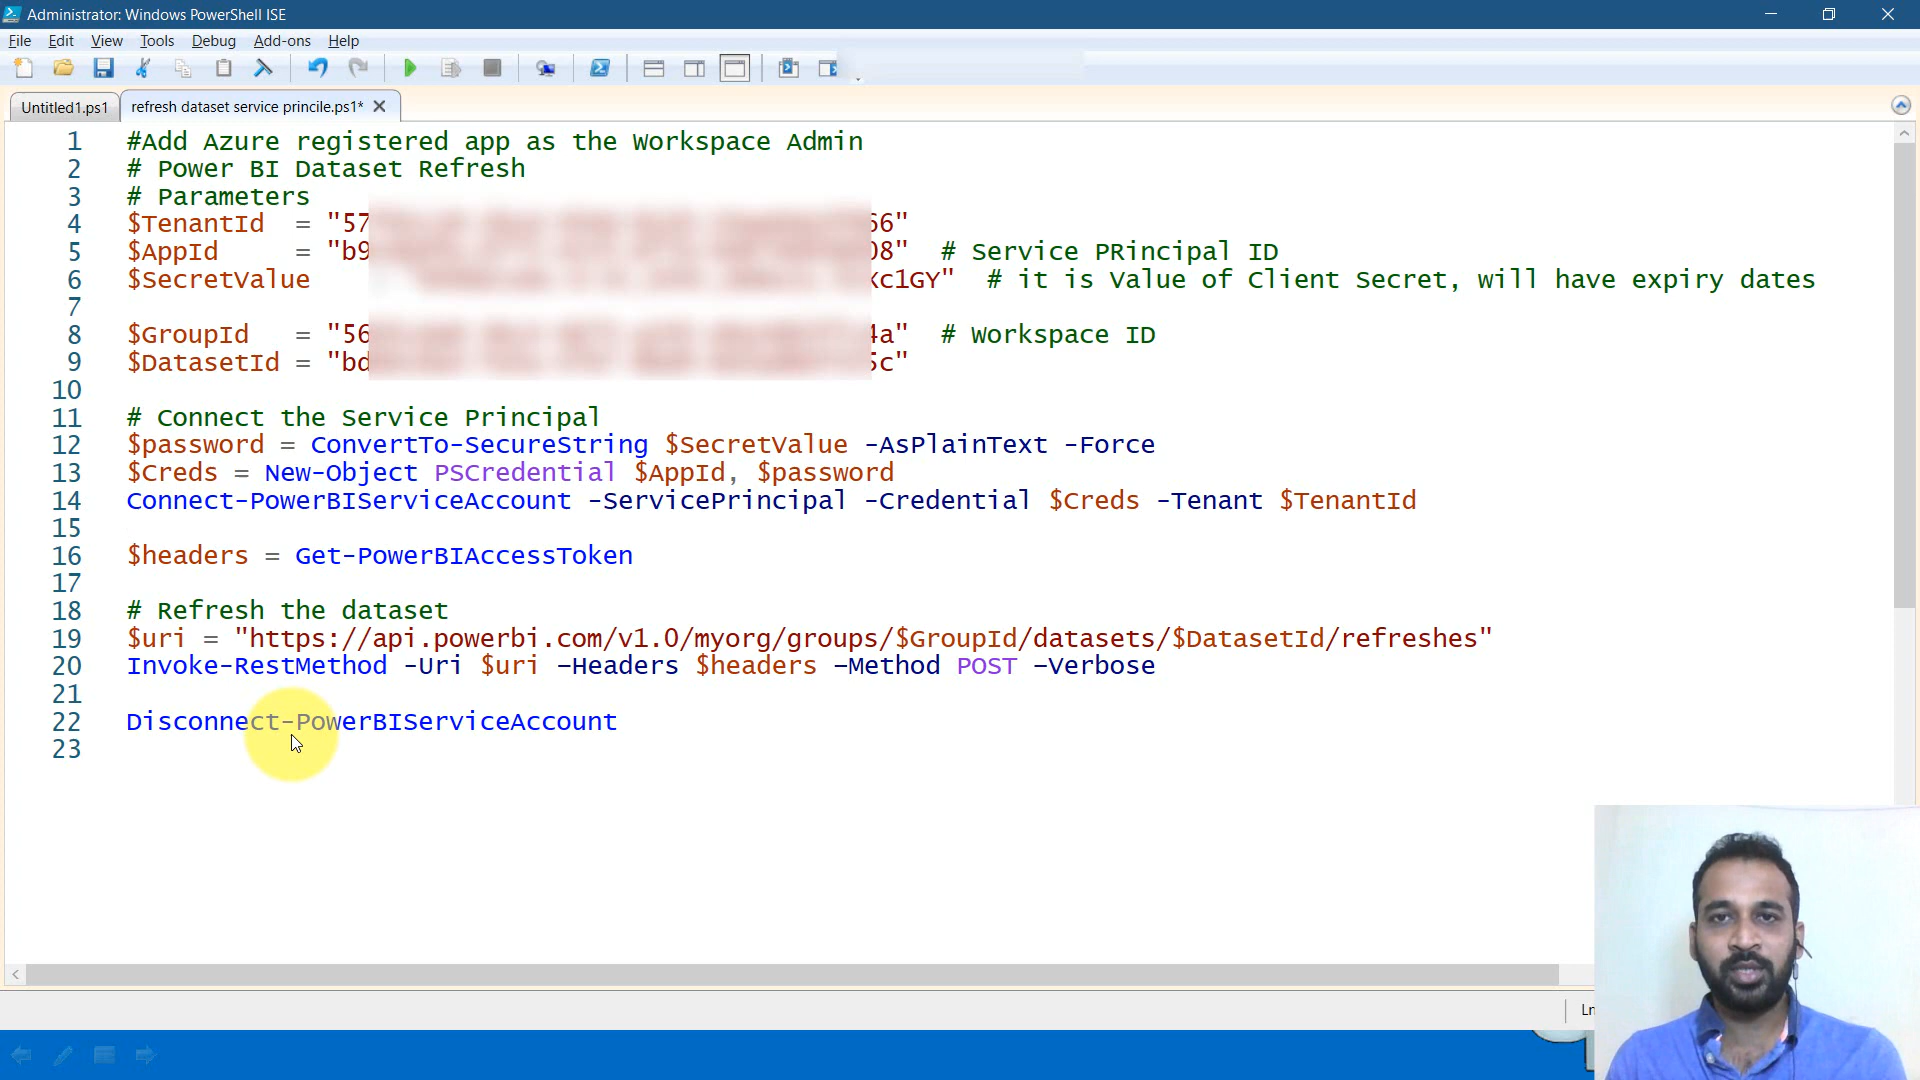 Administrator: Windows PowerShell ISE
File Edit View Tools Debug Add-ons Help
Untitled1.ps1 refresh dataset service princile.ps1*
1 #Add Azure registered app as the Workspace Admin
2 # Power BI Dataset Refresh
3 # Parameters
4 $TenantId = "57 66"
5 $AppId = "b9 08" # Service PRincipal ID
6 $SecretValue Xc1GY" # it is Value of Client Secret, will have expiry dates
7
8 $GroupId = "56 4a" # Workspace ID
9 $DatasetId = "bd 5c"
10
11 # Connect the Service Principal
12 $password = ConvertTo-SecureString $SecretValue -AsPlainText -Force
13 $Creds = New-Object PSCredential $AppId, $password
14 Connect-PowerBIServiceAccount -ServicePrincipal -Credential $Creds -Tenant $TenantId
15
16 $headers = Get-PowerBIAccessToken
17
18 # Refresh the dataset
19 $uri = "https://api.powerbi.com/v1.0/myorg/groups/$GroupId/datasets/$DatasetId/refreshes"
20 Invoke-RestMethod -Uri $uri –Headers $headers –Method POST –Verbose
21
22 Disconnect-PowerBIServiceAccount
23
Ln